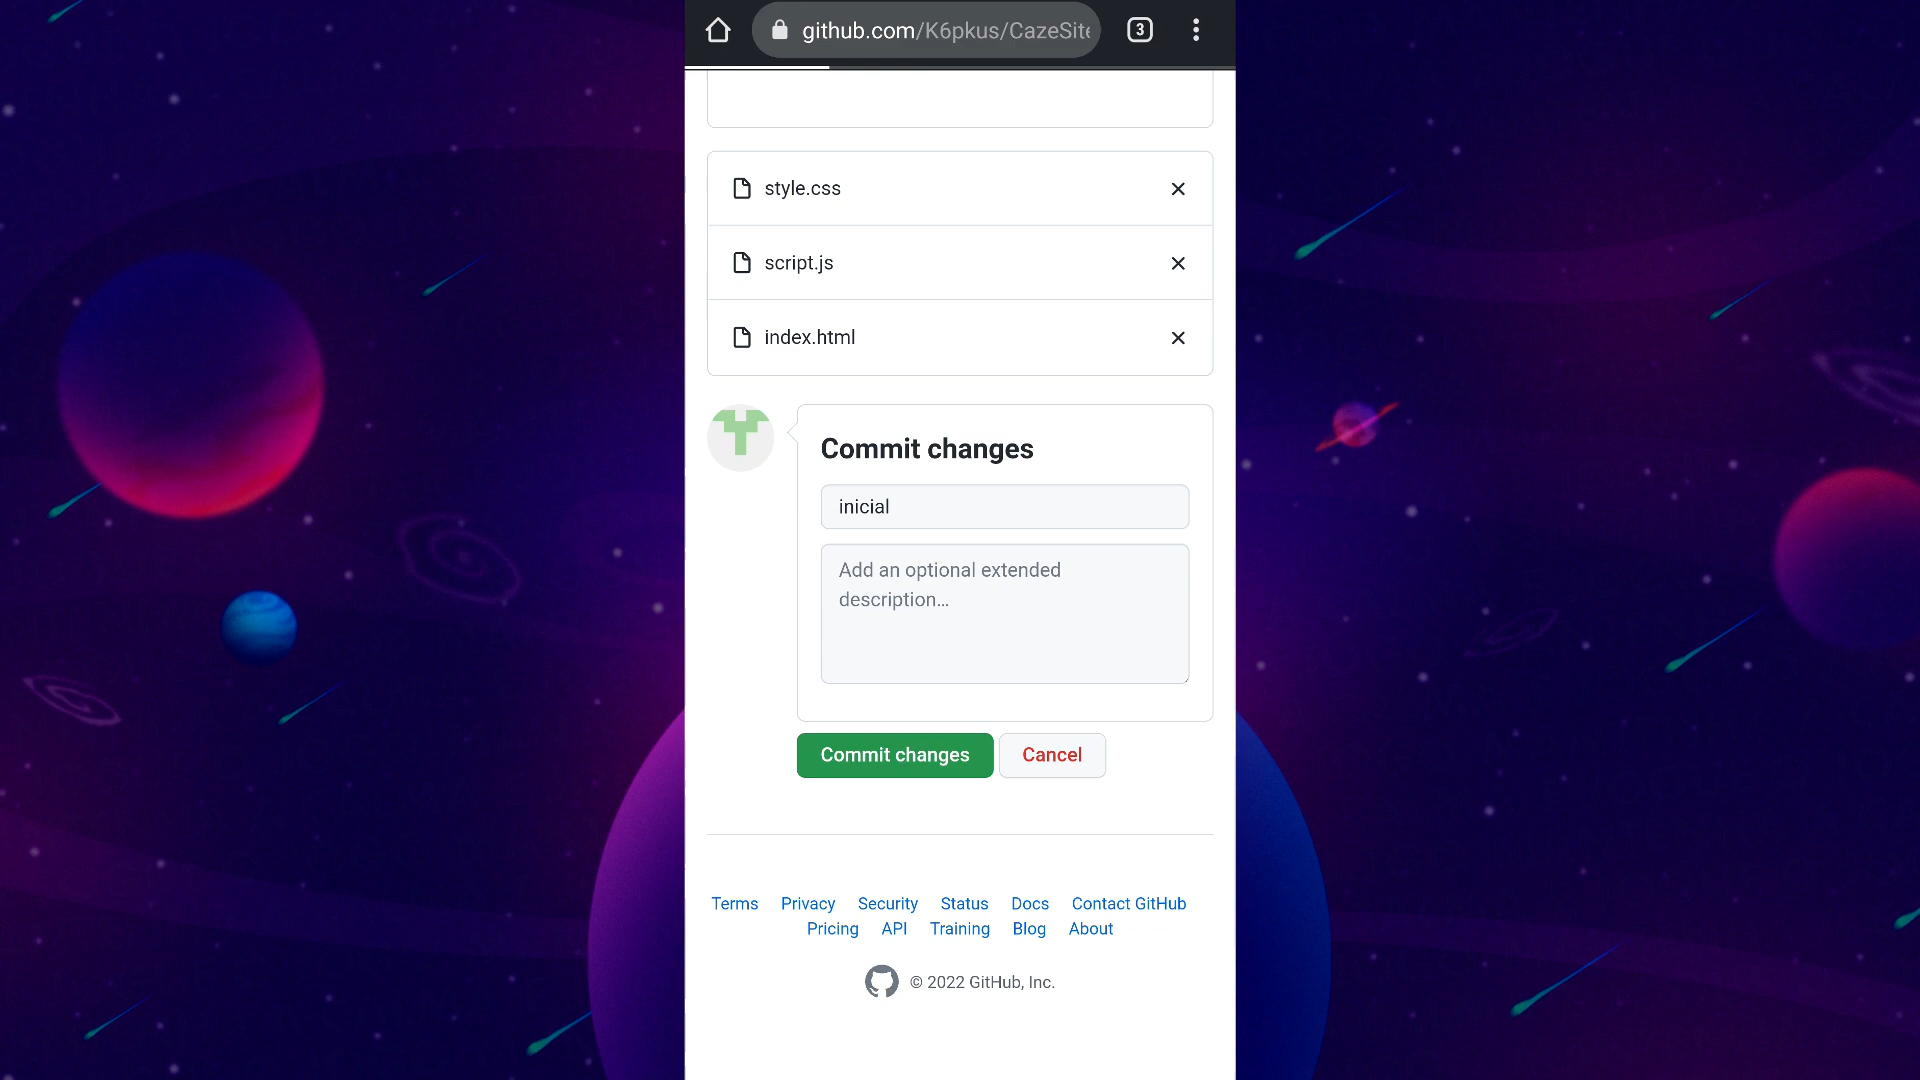 github.com/K6pkus/CazeSite
3
style.css
script.js
index.html
Commit changes
inicial
Add an optional extended
description...
Commit changes Cancel
Terms Privacy Security Status Docs Contact GitHub
Pricing API Training Blog About
© 2022 GitHub, Inc.